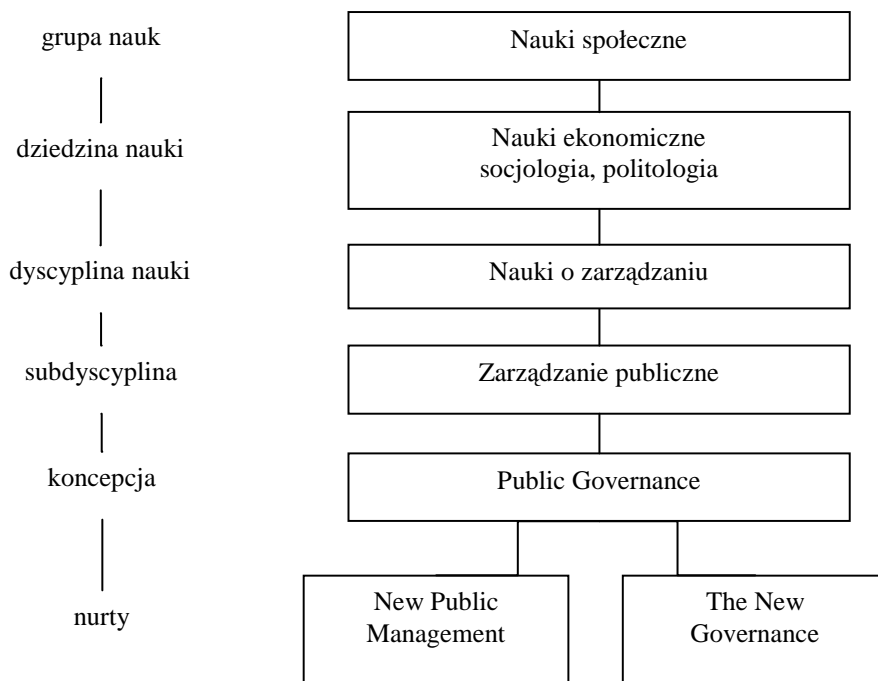 grupa nauk
Nauki społeczne
dziedzina nauki
Nauki ekonomiczne
socjologia, politologia
dyscyplina nauki
Nauki o zarządzaniu
subdyscyplina
Zarządzanie publiczne
koncepcja
Public Governance
nurty
New Public
Management
The New
Governance